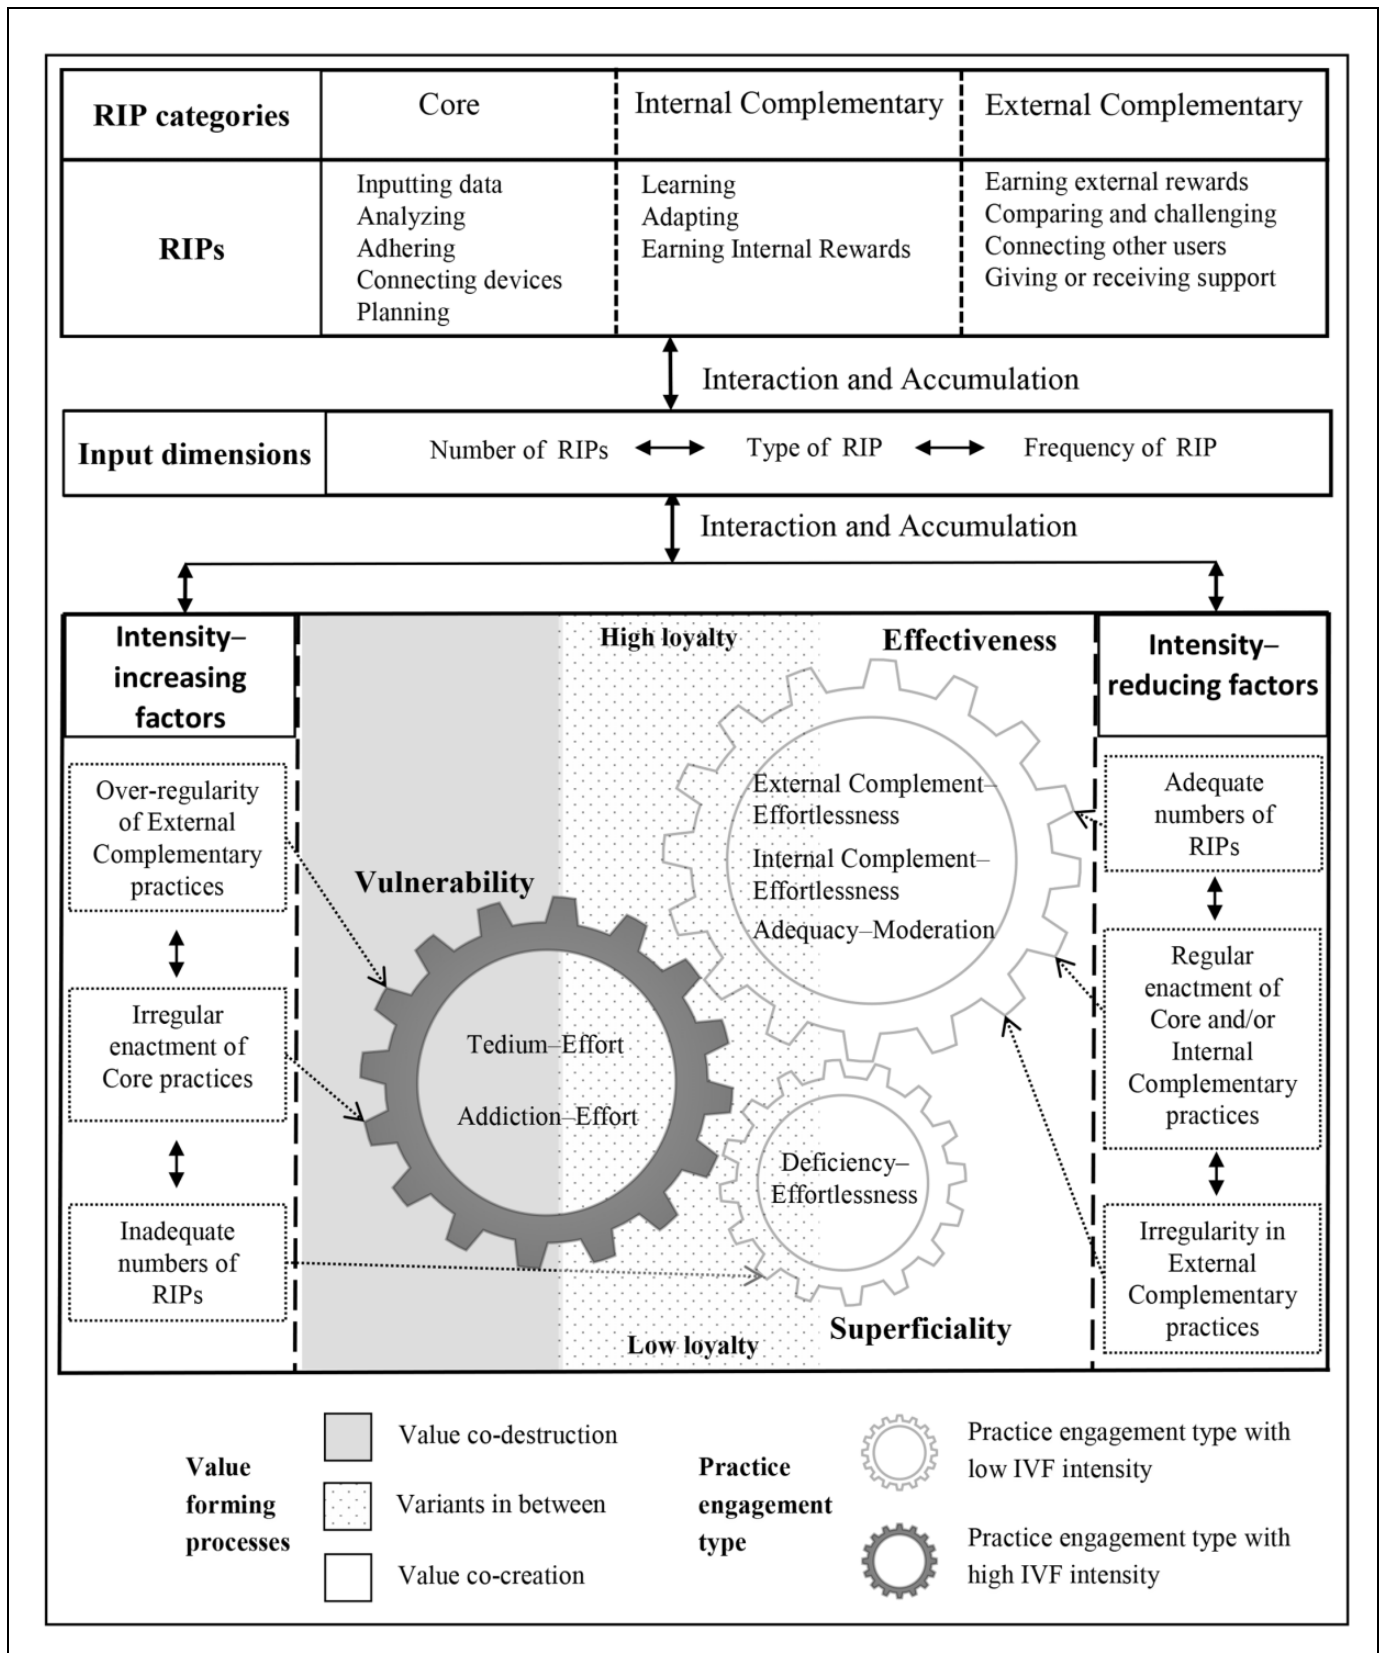 RIP categories
Core
Internal Complementary
External Complementary
RIPs
Inputting data
Analyzing
Adhering
Connecting devices
Planning
Learning
Adapting
Earning Internal Rewards
Earning external rewards
Comparing and challenging
Connecting other users
Giving or receiving support
Interaction and Accumulation
Input dimensions
Number of RIPs
Type of RIP
Frequency of RIP
Interaction and Accumulation
Intensity–
increasing
factors
Over-regularity
of External
Complementary
practices
Irregular
enactment of
Core practices
Inadequate
numbers of
RIPs
High loyalty
Effectiveness
External Complement–
Effortlessness
Internal Complement–
Effortlessness
Adequacy–Moderation
Vulnerability
Tedium–Effort
Addiction–Effort
Deficiency–
Effortlessness
Superficiality
Low loyalty
Intensity–
reducing factors
Adequate
numbers of
RIPs
Regular
enactment of
Core and/or
Internal
Complementary
practices
Irregularity in
External
Complementary
practices
Value
forming
processes
Value co-destruction
Variants in between
Value co-creation
Practice
engagement
type
Practice engagement type with
low IVF intensity
Practice engagement type with
high IVF intensity